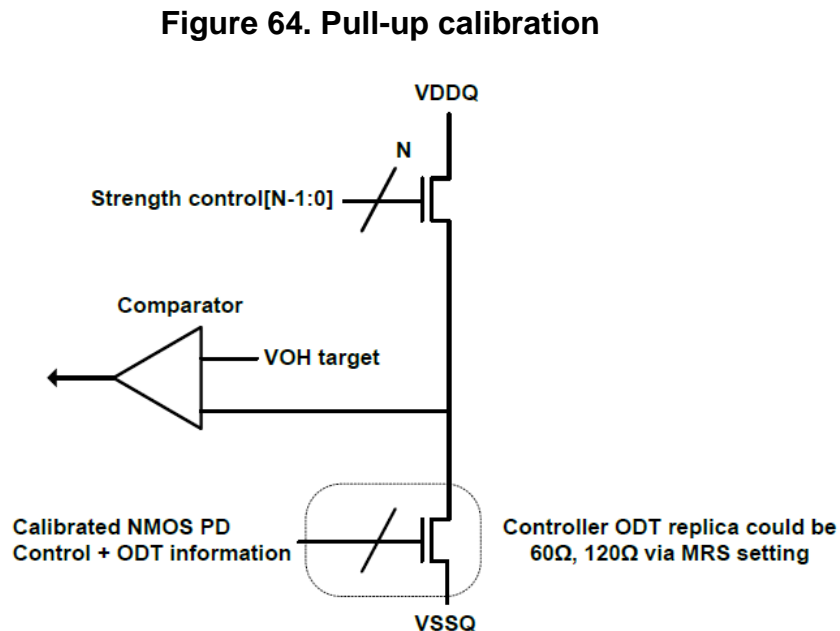 Figure 64. Pull-up calibration
VDDQ
N
Strength control[N-1:0]
Comparator
VOH target
Calibrated NMOS PD
Control + ODT information
Controller ODT replica could be
60Ω, 120Ω via MRS setting
VSSQ